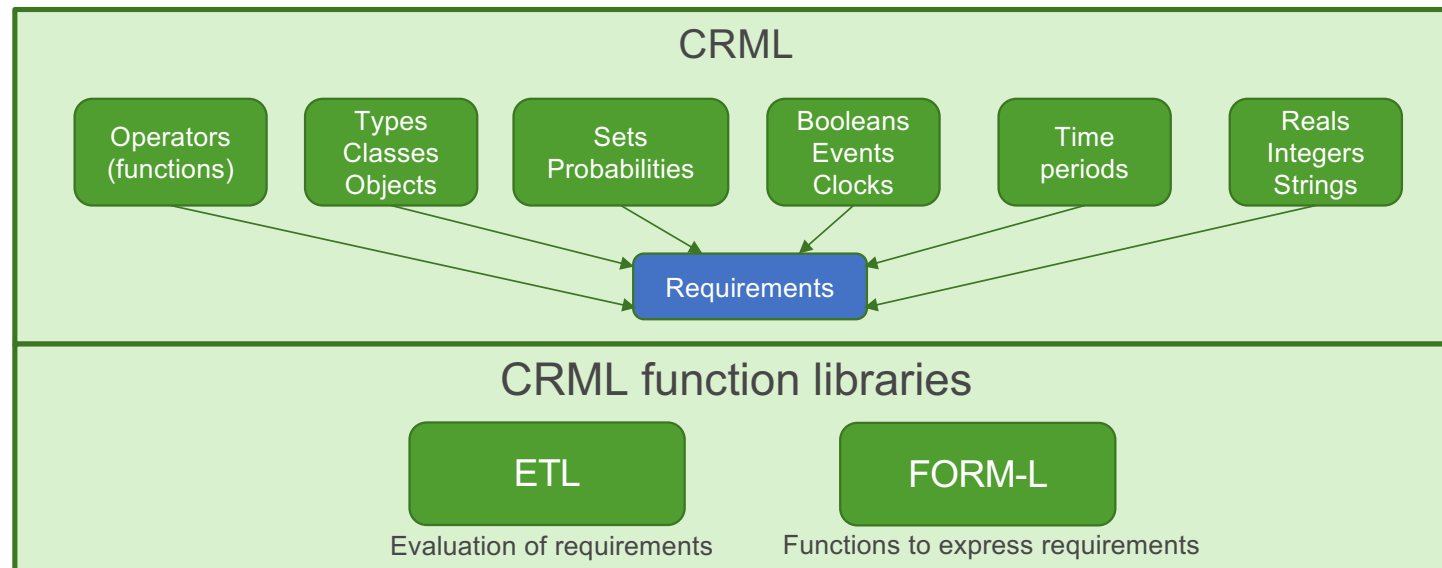 CRML
Operators
(functions)
Types
Classes
Objects
Sets
Probabilities
Booleans
Events
Clocks
Time
periods
Reals
Integers
Strings
Requirements
CRML function libraries
ETL
FORM-L
Evaluation of requirements
Functions to express requirements